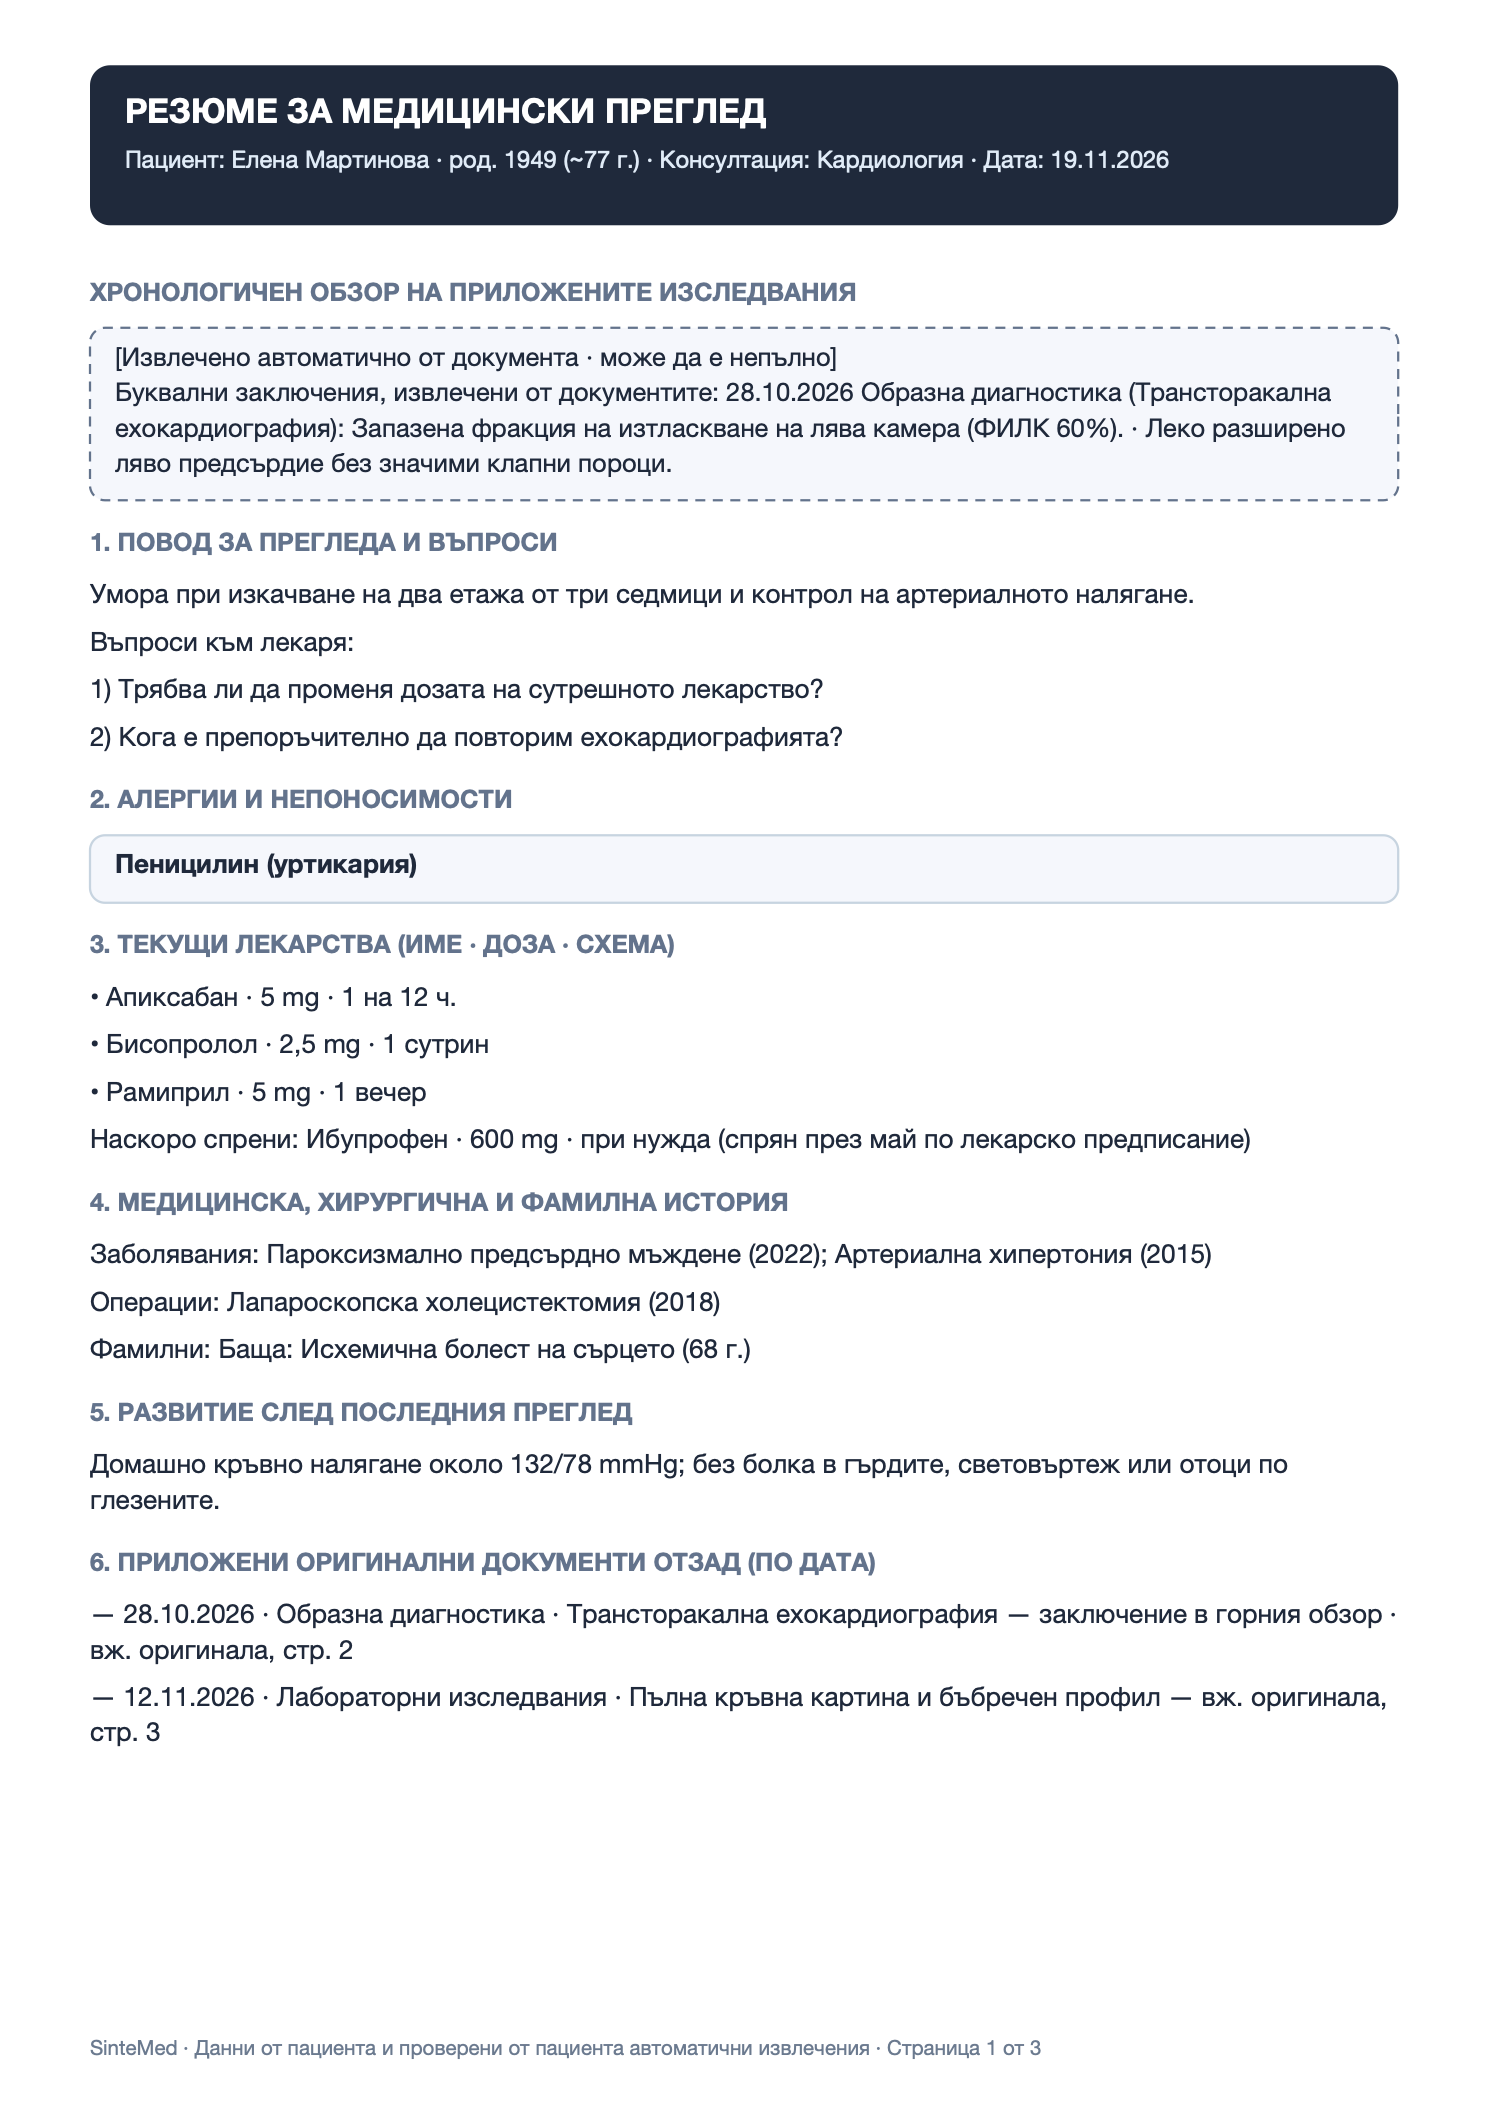 РЕЗЮМЕ ЗА МЕДИЦИНСКИ ПРЕГЛЕД
Пациент: Елена Мартинова · род. 1949 (~77 г.) · Консултация: Кардиология · Дата: 19.11.2026
ХРОНОЛОГИЧЕН ОБЗОР НА ПРИЛОЖЕНИТЕ ИЗСЛЕДВАНИЯ
[Извлечено автоматично от документа · може да е непълно]
Буквални заключения, извлечени от документите: 28.10.2026 Образна диагностика (Трансторакална
ехокардиография): Запазена фракция на изтласкване на лява камера (ФИЛК 60%). · Леко разширено
ляво предсърдие без значими клапни пороци.
1. ПОВОД ЗА ПРЕГЛЕДА И ВЪПРОСИ
Умора при изкачване на два етажа от три седмици и контрол на артериалното налягане.
Въпроси към лекаря:
1) Трябва ли да променя дозата на сутрешното лекарство?
2) Кога е препоръчително да повторим ехокардиографията?
2. АЛЕРГИИ И НЕПОНОСИМОСТИ
Пеницилин (уртикария)
3. ТЕКУЩИ ЛЕКАРСТВА (ИМЕ · ДОЗА · СХЕМА)
• Апиксабан · 5 mg · 1 на 12 ч.
• Бисопролол · 2,5 mg · 1 сутрин
• Рамиприл · 5 mg · 1 вечер
Наскоро спрени: Ибупрофен · 600 mg · при нужда (спрян през май по лекарско предписание)
4. МЕДИЦИНСКА, ХИРУРГИЧНА И ФАМИЛНА ИСТОРИЯ
Заболявания: Пароксизмално предсърдно мъждене (2022); Артериална хипертония (2015)
Операции: Лапароскопска холецистектомия (2018)
Фамилни: Баща: Исхемична болест на сърцето (68 г.)
5. РАЗВИТИЕ СЛЕД ПОСЛЕДНИЯ ПРЕГЛЕД
Домашно кръвно налягане около 132/78 mmHg; без болка в гърдите, световъртеж или отоци по
глезените.
6. ПРИЛОЖЕНИ ОРИГИНАЛНИ ДОКУМЕНТИ ОТЗАД (ПО ДАТА)
— 28.10.2026 · Образна диагностика · Трансторакална ехокардиография — заключение в горния обзор ·
вж. оригинала, стр. 2
— 12.11.2026 · Лабораторни изследвания · Пълна кръвна картина и бъбречен профил — вж. оригинала,
стр. 3
SinteMed · Данни от пациента и проверени от пациента автоматични извлечения · Страница 1 от 3